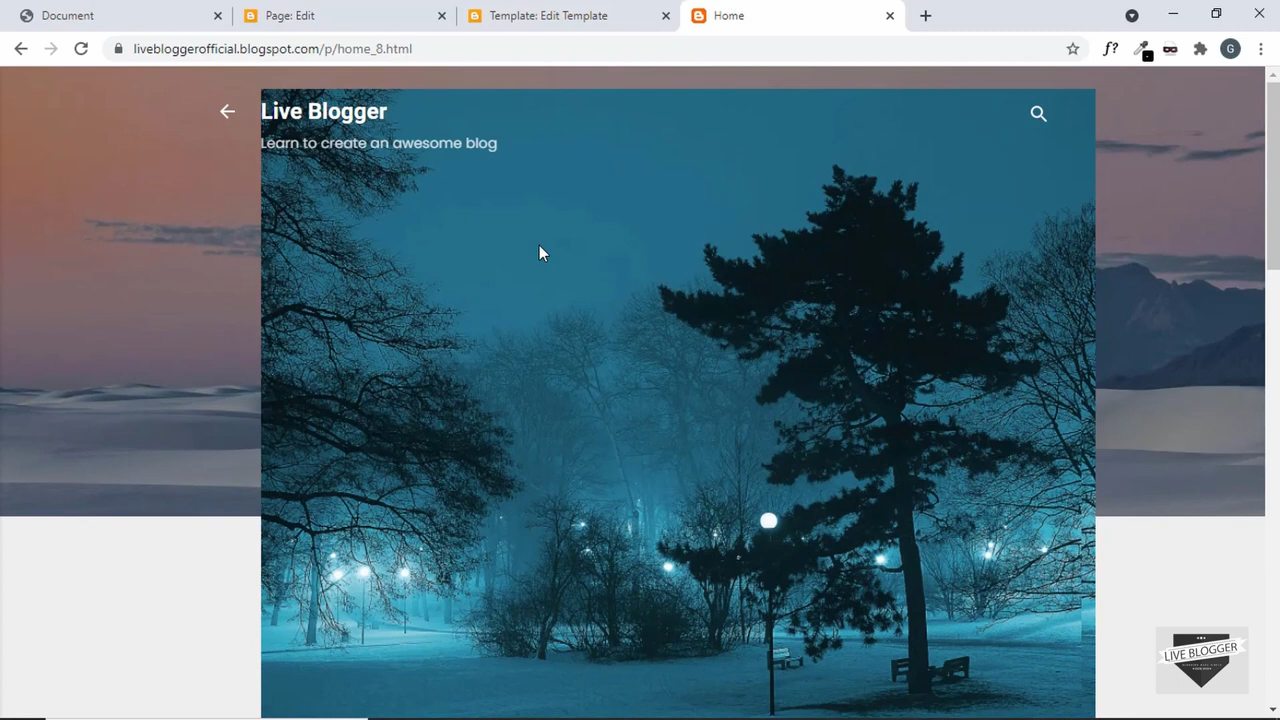 Document
Page: Edit
Template: Edit Template
Home
livebloggerofficial.blogspot.com/p/home_8.html
f?
G
Live Blogger
Learn to create an awesome blog
LIVE BLOGGER